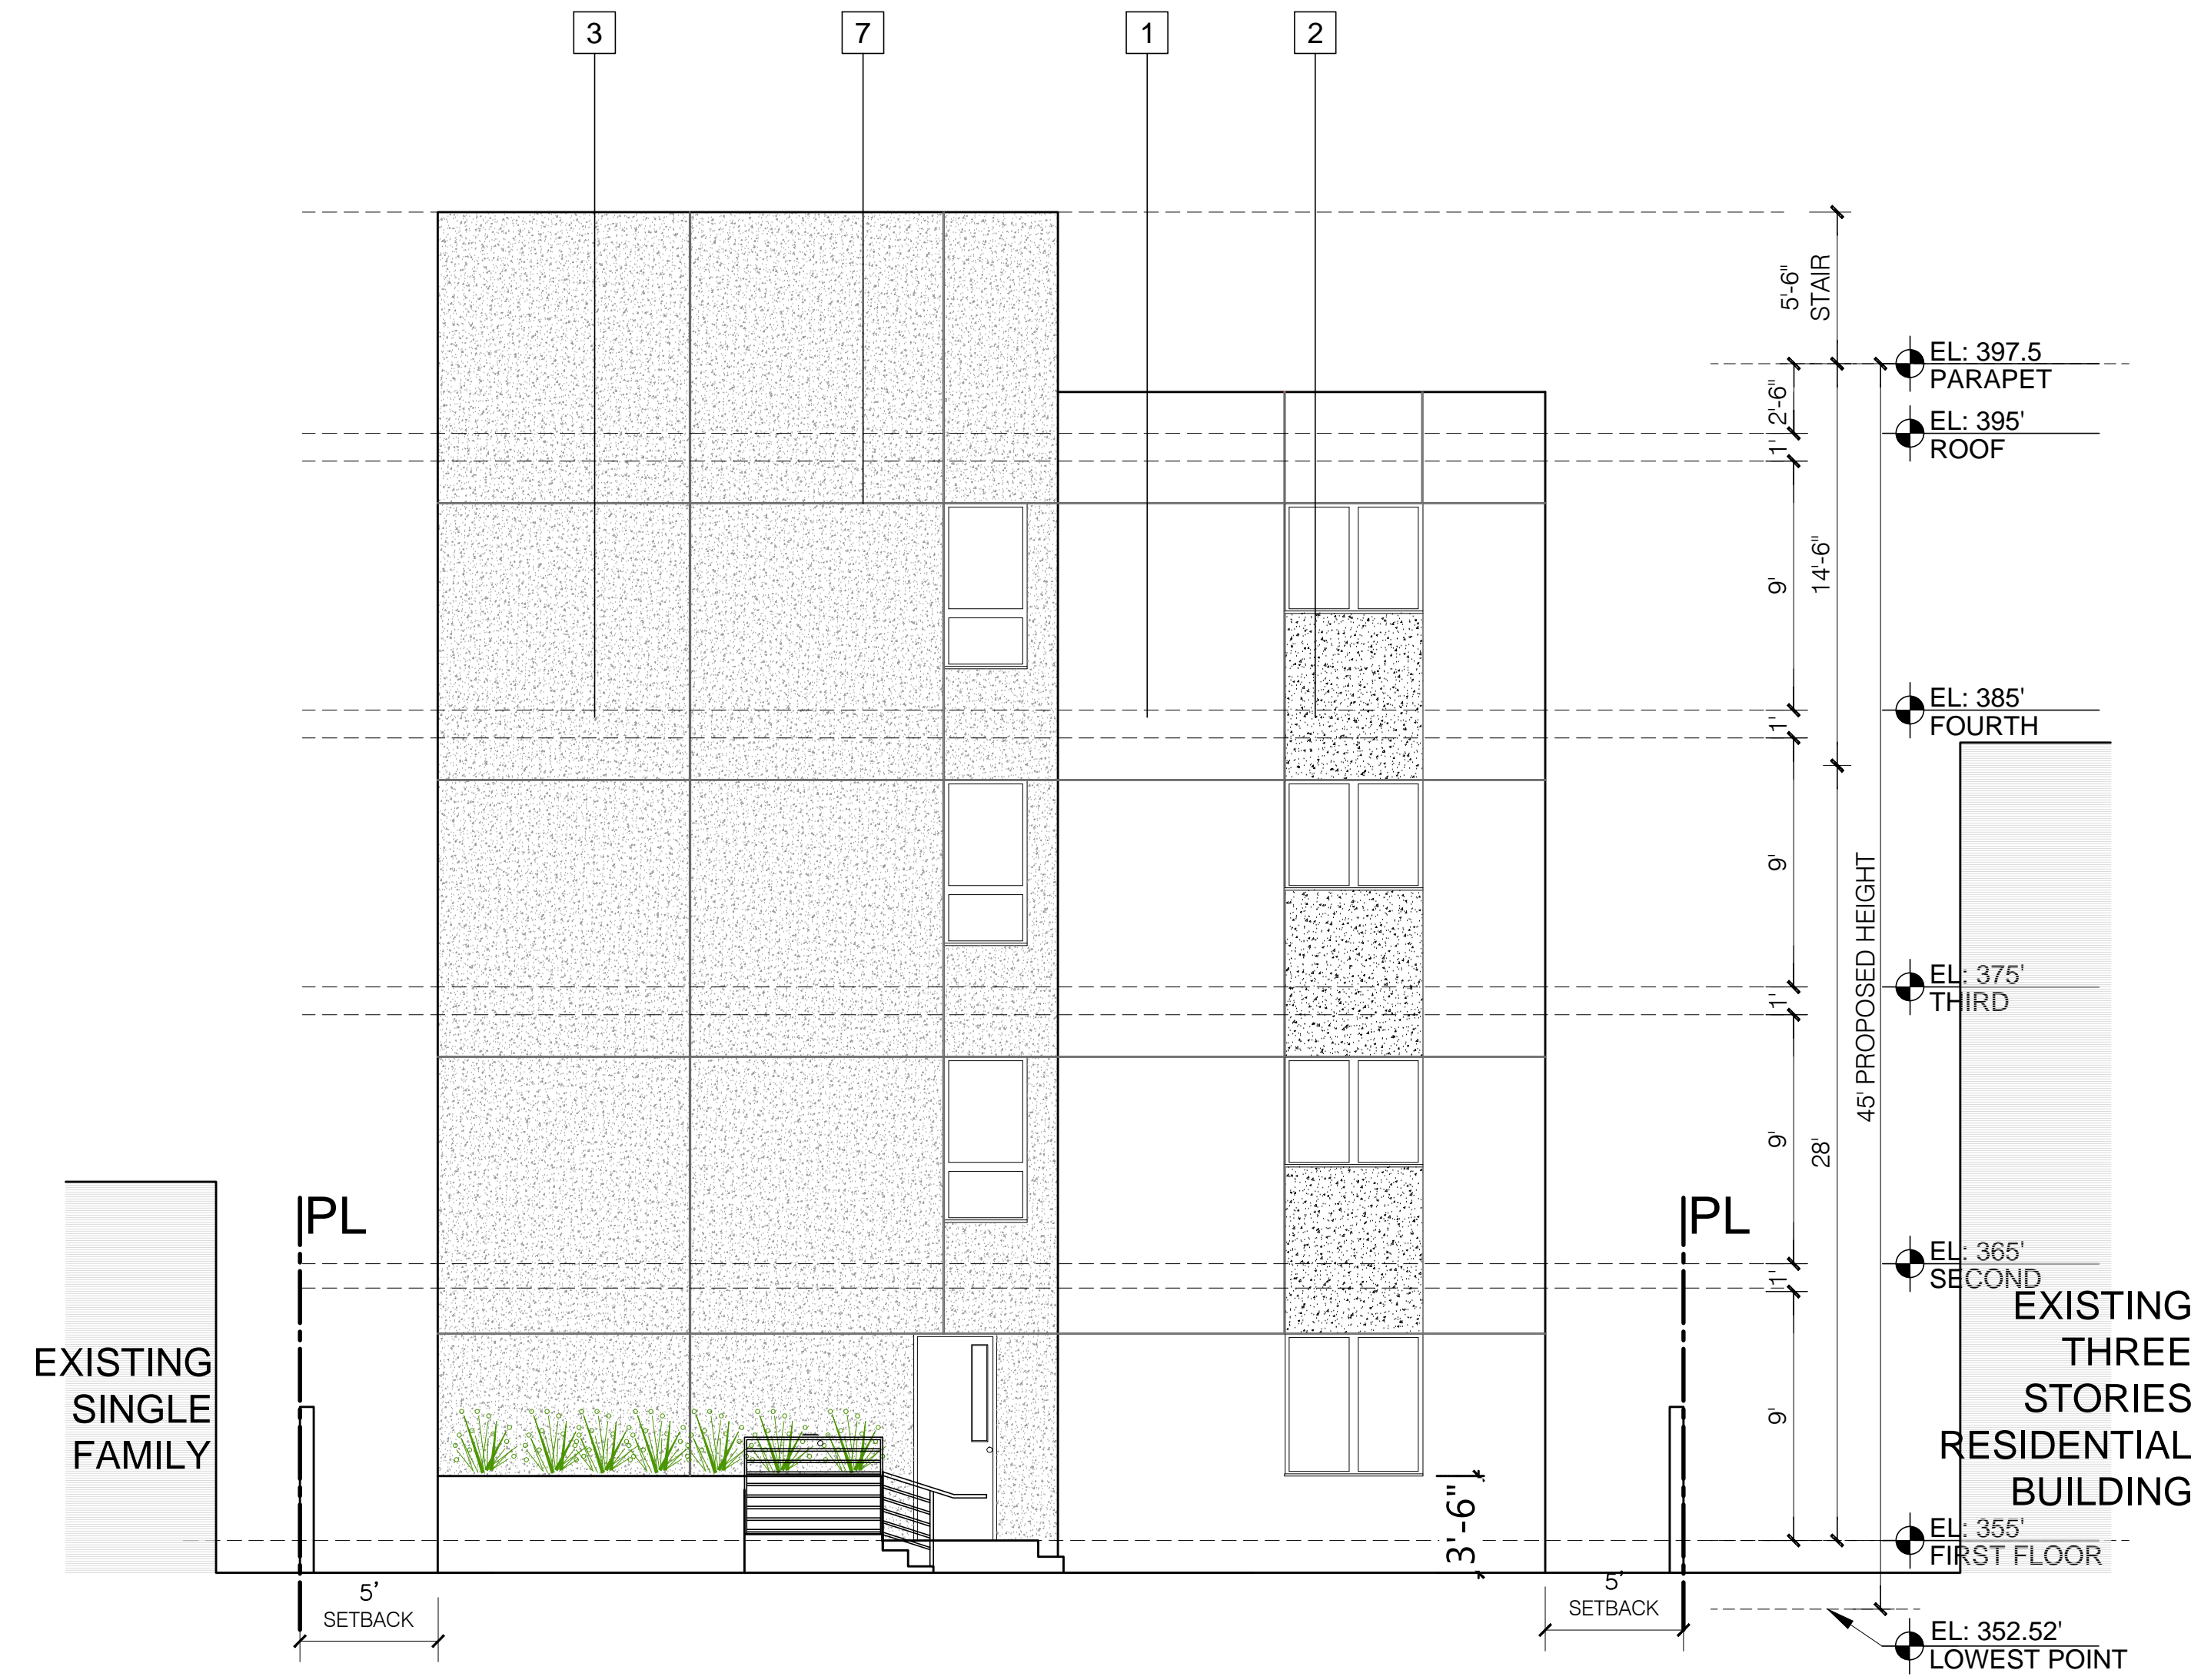 3
7
1
2
5'-6"
STAIR
EL: 397.5
PARAPET
2'-6"
EL: 395'
ROOF
1'
9'
14'-6"
EL: 385'
FOURTH
1'
9'
45' PROPOSED HEIGHT
EL: 375'
THIRD
1'
9'
28'
PL
PL
EL: 365'
SECOND
1'
9'
EXISTING
SINGLE
FAMILY
EXISTING
THREE
STORIES
RESIDENTIAL
BUILDING
3'-6"
EL: 355'
FIRST FLOOR
5'
SETBACK
5'
SETBACK
EL: 352.52'
LOWEST POINT